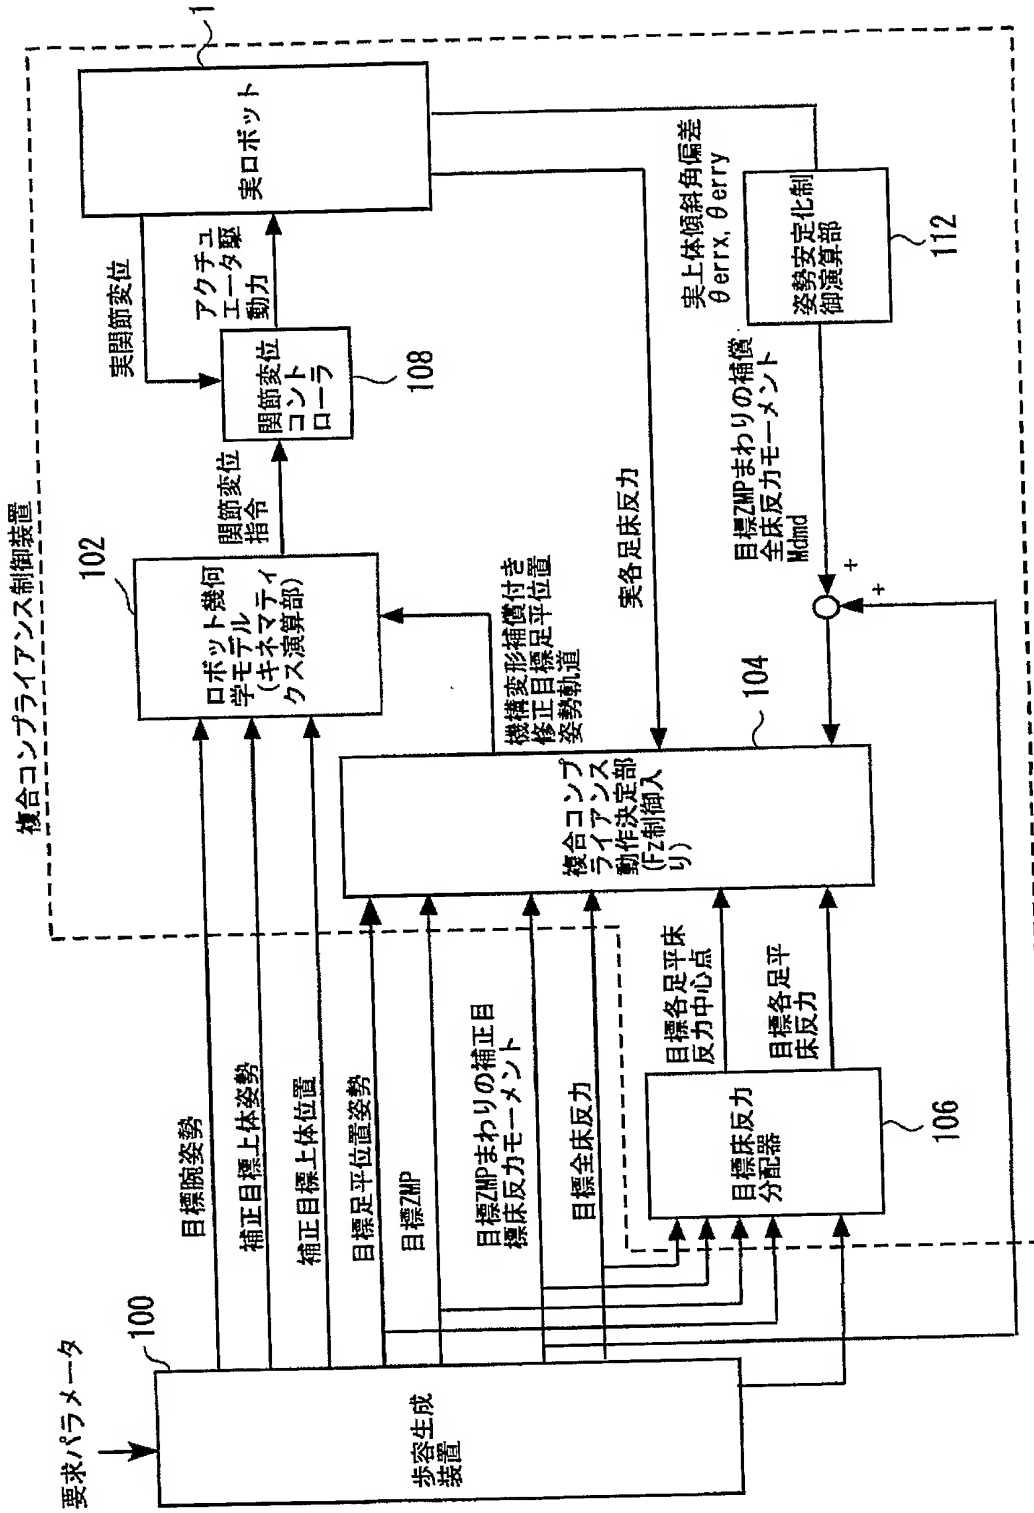 複合コンプライアンス制御装置
要求パラメータ
100
歩容生成
装置
目標腕姿勢
補正目標上体姿勢
補正目標上体位置
目標足平位置姿勢
目標ZMP
目標ZMPまわりの補正目
標床反力モーメント
目標全床反力
102
ロボット幾何
学モデル
(キネマティ
クス演算部)
関節変位
指令
関節変位
コント
ローラ
108
実関節変位
アクチュ
エータ駆
動力
実ロボット
1
機構変形補償付き
修正目標足平位置
姿勢軌道
複合コンプ
ライアンス
動作決定部
(Fz制御入
り)
104
実各足床反力
目標床反力
分配器
106
目標各足平床
反力中心点
目標各足平
床反力
実上体傾斜角偏差
θerrx, θerry
姿勢安定化制
御演算部
112
目標ZMPまわりの補償
全床反力モーメント
Mdmd
+
+